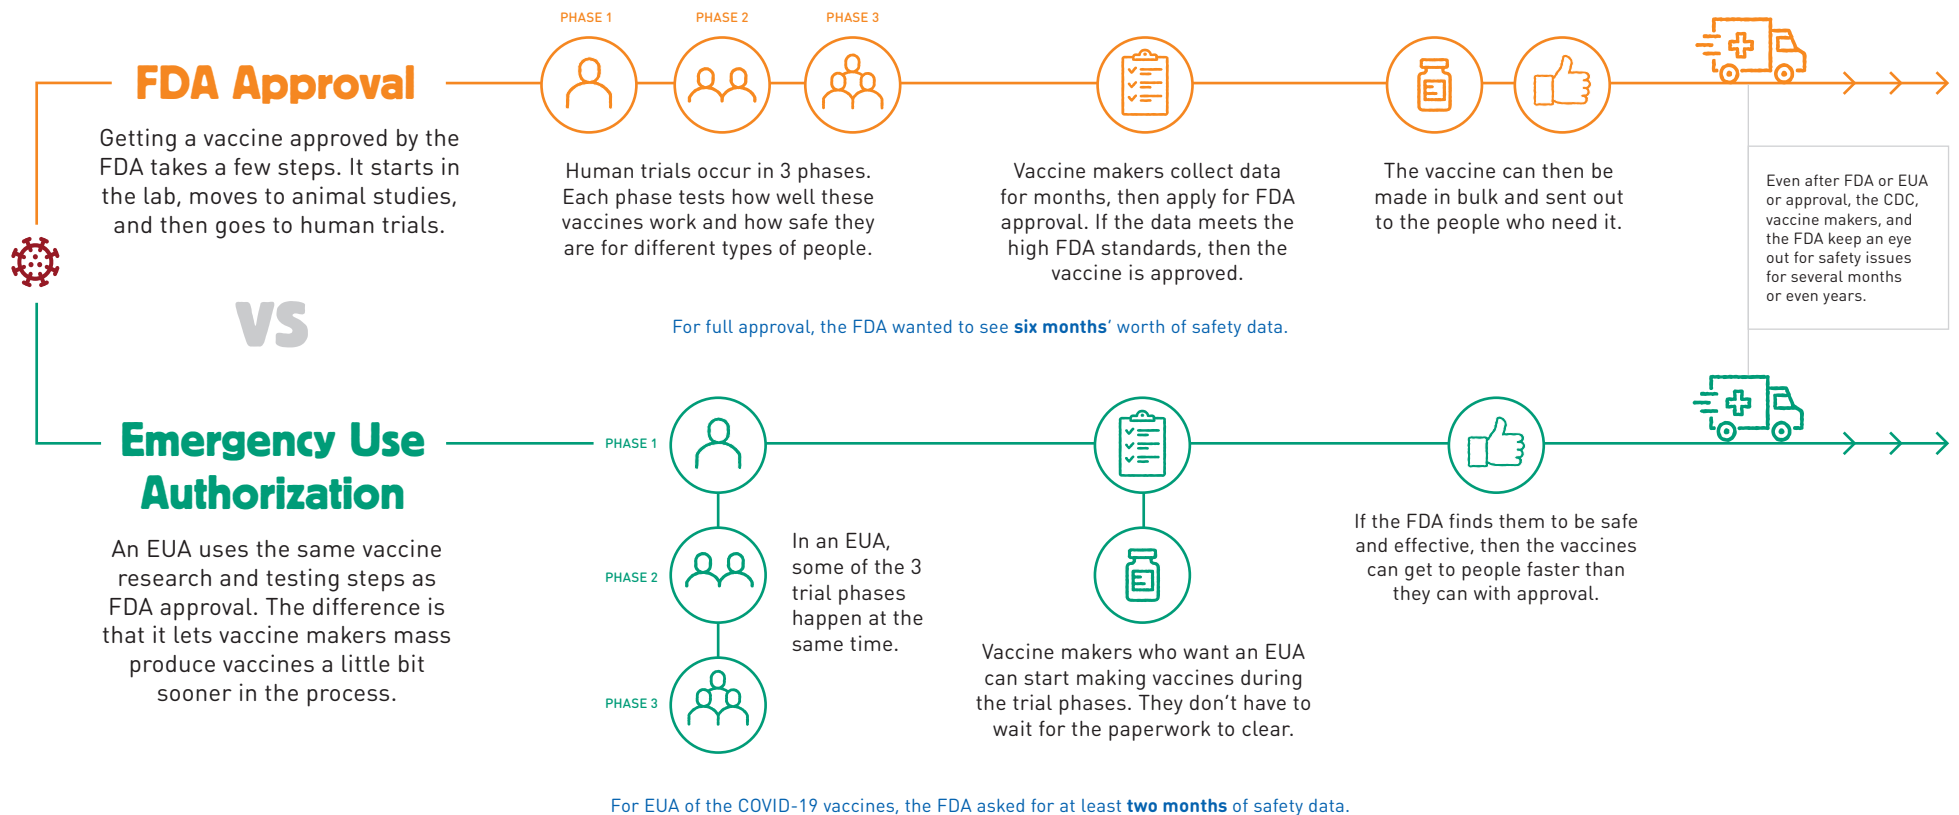 PHASE 1
PHASE 2
PHASE 3
FDA Approval
Getting a vaccine approved by the
FDA takes a few steps. It starts in
the lab, moves to animal studies,
and then goes to human trials.
Human trials occur in 3 phases.
Each phase tests how well these
vaccines work and how safe they
are for different types of people.
Vaccine makers collect data
for months, then apply for FDA
approval. If the data meets the
high FDA standards, then the
vaccine is approved.
The vaccine can then be
made in bulk and sent out
to the people who need it.
Even after FDA or EUA
or approval, the CDC,
vaccine makers, and
the FDA keep an eye
out for safety issues
for several months
or even years.
For full approval, the FDA wanted to see six months' worth of safety data.
VS
Emergency Use
Authorization
An EUA uses the same vaccine
research and testing steps as
FDA approval. The difference is
that it lets vaccine makers mass
produce vaccines a little bit
sooner in the process.
PHASE 1
PHASE 2
PHASE 3
In an EUA,
some of the 3
trial phases
happen at the
same time.
Vaccine makers who want an EUA
can start making vaccines during
the trial phases. They don't have to
wait for the paperwork to clear.
If the FDA finds them to be safe
and effective, then the vaccines
can get to people faster than
they can with approval.
For EUA of the COVID-19 vaccines, the FDA asked for at least two months of safety data.